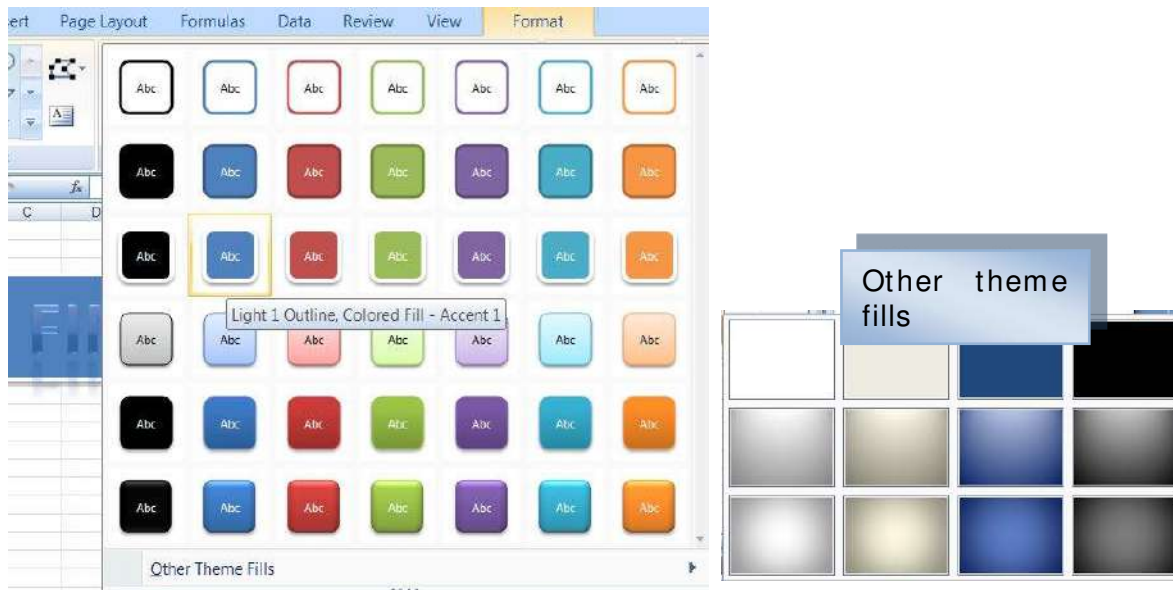 ert Page Layout Formulas Data Review View Format
A
Abc Abc Abc Abc Abc Abc Abc
Abc Abc Abc Abc Abc Abc Abc
fx
C D
Abc Abc Abc Abc Abc Abc Abc
Light 1 Outline, Colored Fill - Accent 1
Abc Abc Abc Abc Abc Abc Abc
Abc Abc Abc Abc Abc Abc Abc
Abc Abc Abc Abc Abc Abc Abc
Other Theme Fills
Other theme
fills